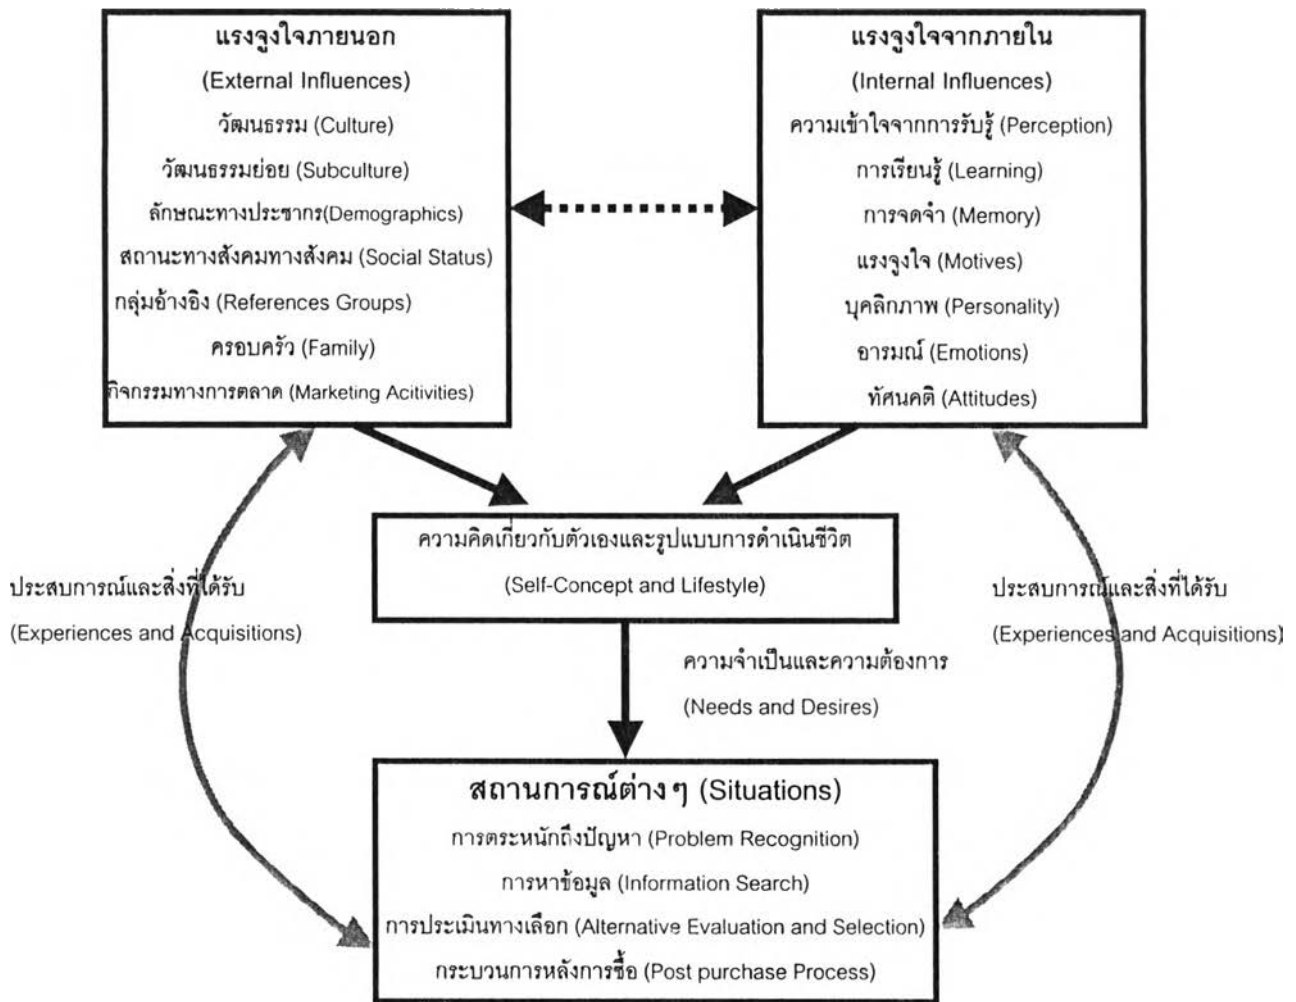 แรงจูงใจภายนอก
(External Influences)
วัฒนธรรม (Culture)
วัฒนธรรมย่อย (Subculture)
ลักษณะทางประชากร(Demographics)
สถานะทางสังคมทางสังคม (Social Status)
กลุ่มอ้างอิง (References Groups)
ครอบครัว (Family)
กิจกรรมทางการตลาด (Marketing Acitivities)
แรงจูงใจจากภายใน
(Internal Influences)
ความเข้าใจจากการรับรู้ (Perception)
การเรียนรู้ (Learning)
การจดจำ (Memory)
แรงจูงใจ (Motives)
บุคลิกภาพ (Personality)
อารมณ์ (Emotions)
ทัศนคติ (Attitudes)
ความคิดเกี่ยวกับตัวเองและรูปแบบการดำเนินชีวิต
(Self-Concept and Lifestyle)
ประสบการณ์และสิ่งที่ได้รับ
(Experiences and Acquisitions)
ประสบการณ์และสิ่งที่ได้รับ
(Experiences and Acquisitions)
ความจำเป็นและความต้องการ
(Needs and Desires)
สถานการณ์ต่างๆ (Situations)
การตระหนักถึงปัญหา (Problem Recognition)
การหาข้อมูล (Information Search)
การประเมินทางเลือก (Alternative Evaluation and Selection)
กระบวนการหลังการซื้อ (Post purchase Process)